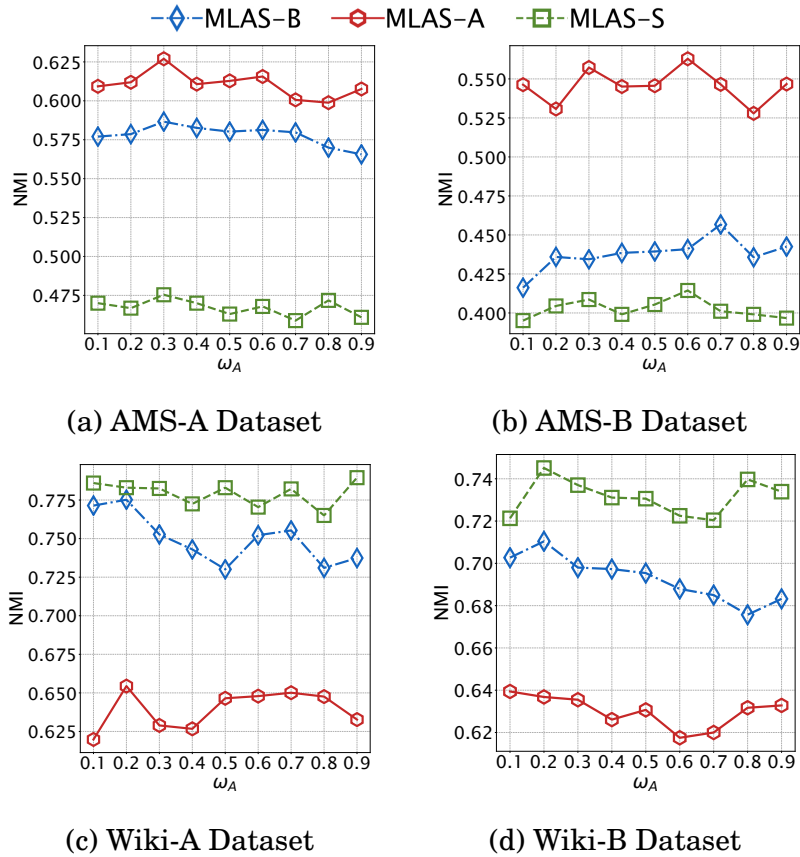 MLAS-B MLAS-A MLAS-S
0.625
0.600
0.575
0.550
0.525
0.500
0.475
NMI
0.1 0.2 0.3 0.4 0.5 0.6 0.7 0.8 0.9
ω_A
(a) AMS-A Dataset
0.550
0.525
0.500
0.475
0.450
0.425
0.400
NMI
0.1 0.2 0.3 0.4 0.5 0.6 0.7 0.8 0.9
ω_A
(b) AMS-B Dataset
0.775
0.750
0.725
0.700
0.675
0.650
0.625
NMI
0.1 0.2 0.3 0.4 0.5 0.6 0.7 0.8 0.9
ω_A
(c) Wiki-A Dataset
0.74
0.72
0.70
0.68
0.66
0.64
0.62
NMI
0.1 0.2 0.3 0.4 0.5 0.6 0.7 0.8 0.9
ω_A
(d) Wiki-B Dataset